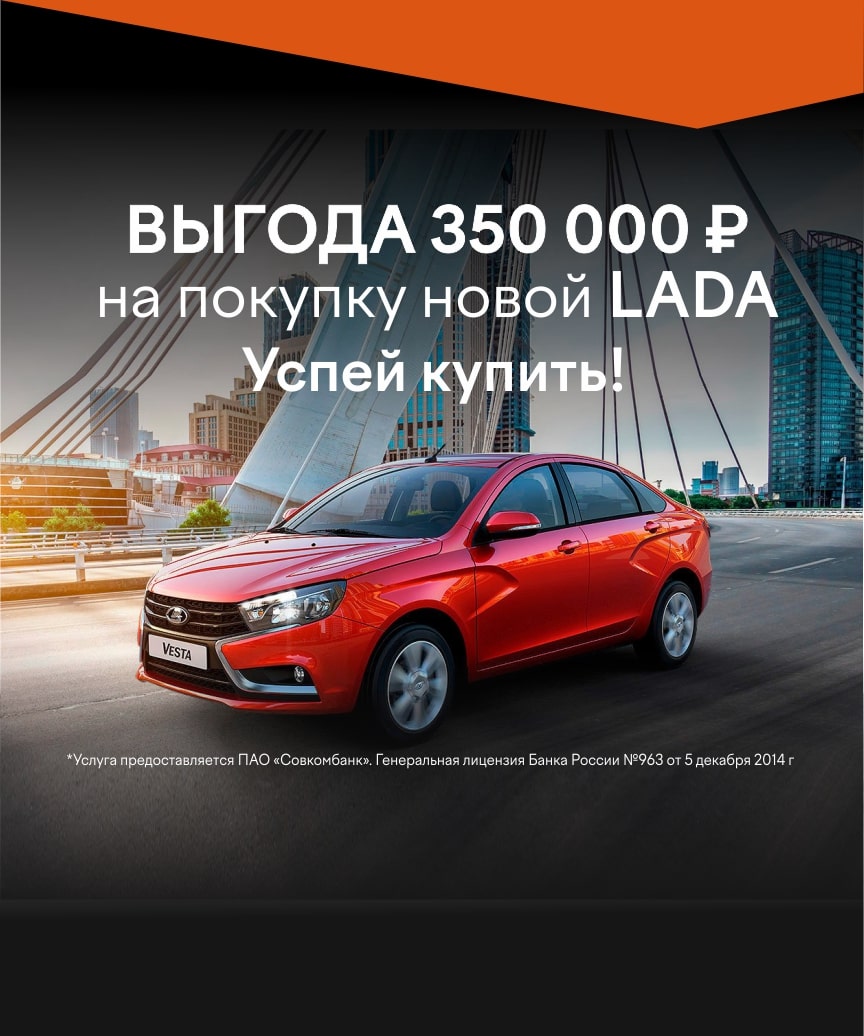 ВЫГОДА 350 000 ₽
на покупку новой LADA
Успей купить!
VESTA
*Услуга предоставляется ПАО «Совкомбанк». Генеральная лицензия Банка России №963 от 5 декабря 2014 г